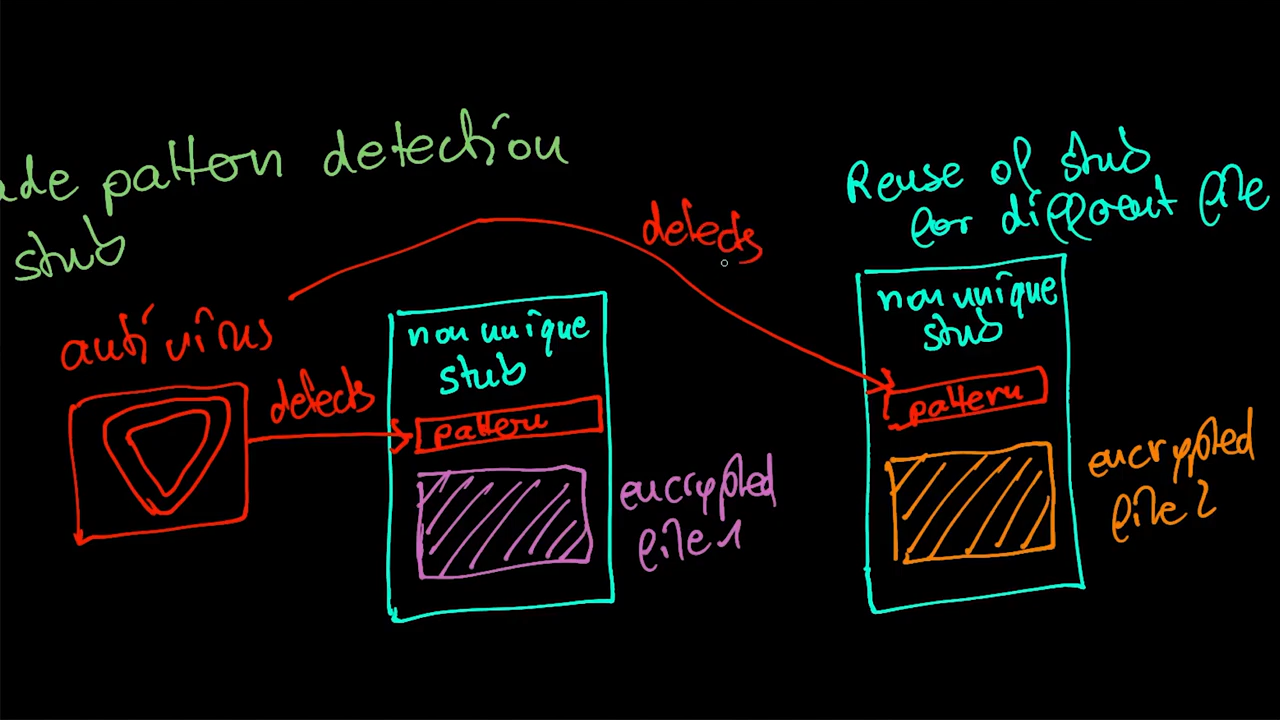 ade pattern detection
stub
Reuse of stub
for different file
detects
antivirus
detects
non unique
stub
pattern
encrypted
file 1
non unique
stub
pattern
encrypted
file 2